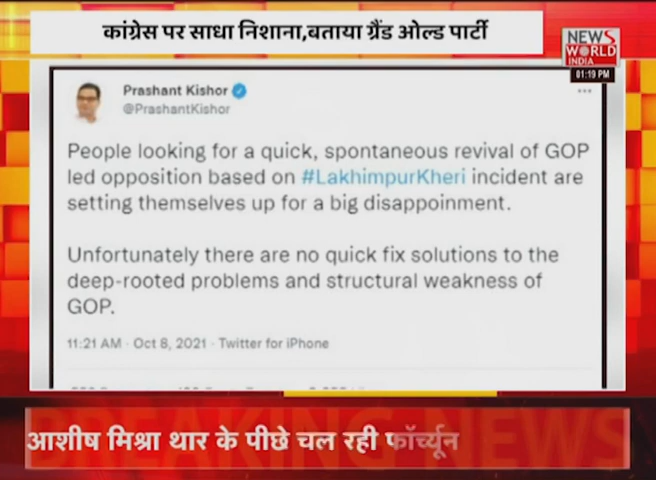 कांग्रेस पर साधा निशाना,बताया ग्रैंड ओल्ड पार्टी
NEWS
WORLD
INDIA
01:19 PM
Prashant Kishor
@PrashantKishor
People looking for a quick, spontaneous revival of GOP
led opposition based on #LakhimpurKheri incident are
setting themselves up for a big disappointment.
Unfortunately there are no quick fix solutions to the
deep-rooted problems and structural weakness of
GOP.
11:21 AM · Oct 8, 2021 · Twitter for iPhone
BREAKING NEWS
आशीष मिश्रा थार के पीछे चल रही फॉर्च्यून